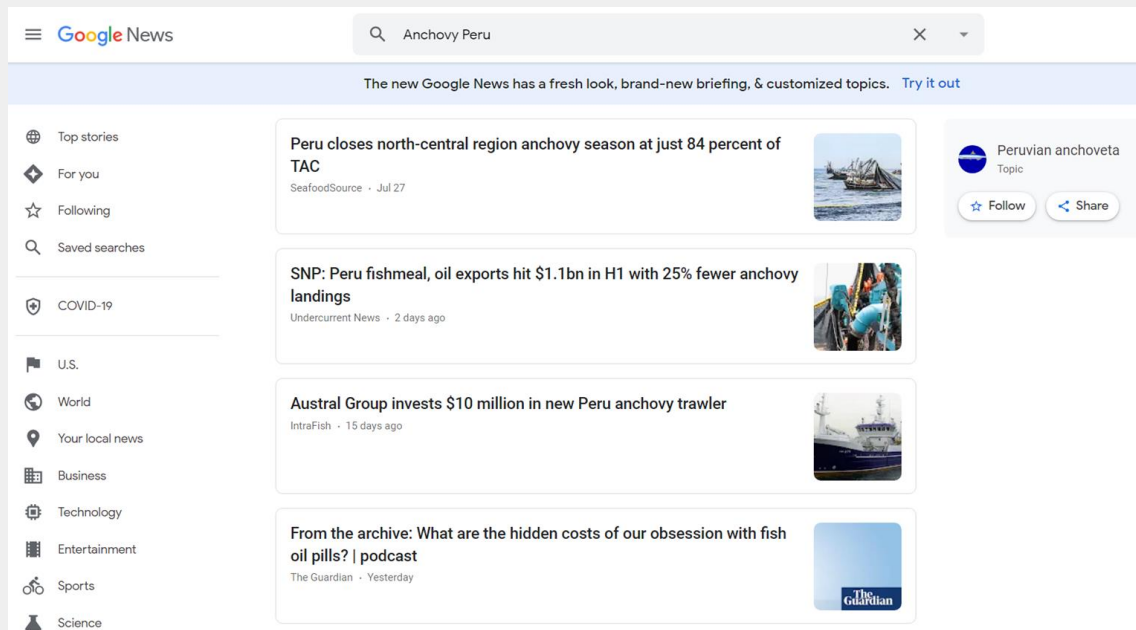 Google News
Anchovy Peru
The new Google News has a fresh look, brand-new briefing, & customized topics. Try it out
Top stories
For you
Following
Saved searches
COVID-19
U.S.
World
Your local news
Business
Technology
Entertainment
Sports
Science
Peru closes north-central region anchovy season at just 84 percent of
TAC
SeafoodSource · Jul 27
SNP: Peru fishmeal, oil exports hit $1.1bn in H1 with 25% fewer anchovy
landings
Undercurrent News · 2 days ago
Austral Group invests $10 million in new Peru anchovy trawler
IntraFish · 15 days ago
From the archive: What are the hidden costs of our obsession with fish
oil pills? | podcast
The Guardian · Yesterday
The
Guardian
Peruvian anchoveta
Topic
Follow
Share